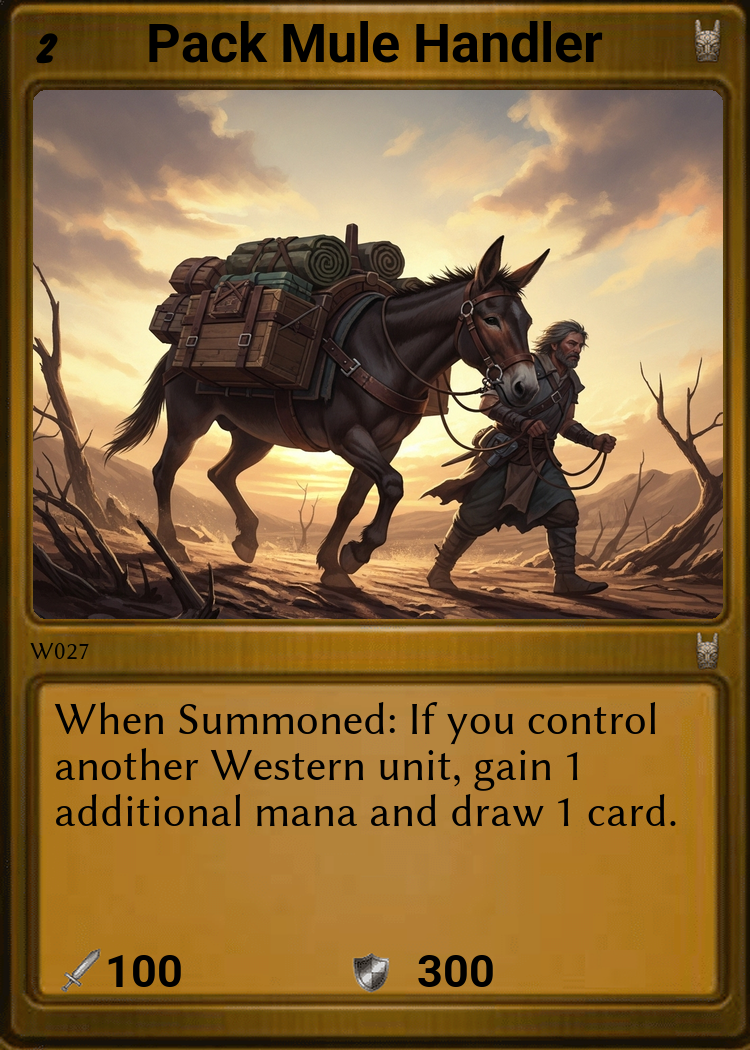 2 Pack Mule Handler
W027
When Summoned: If you control
another Western unit, gain 1
additional mana and draw 1 card.
100 300